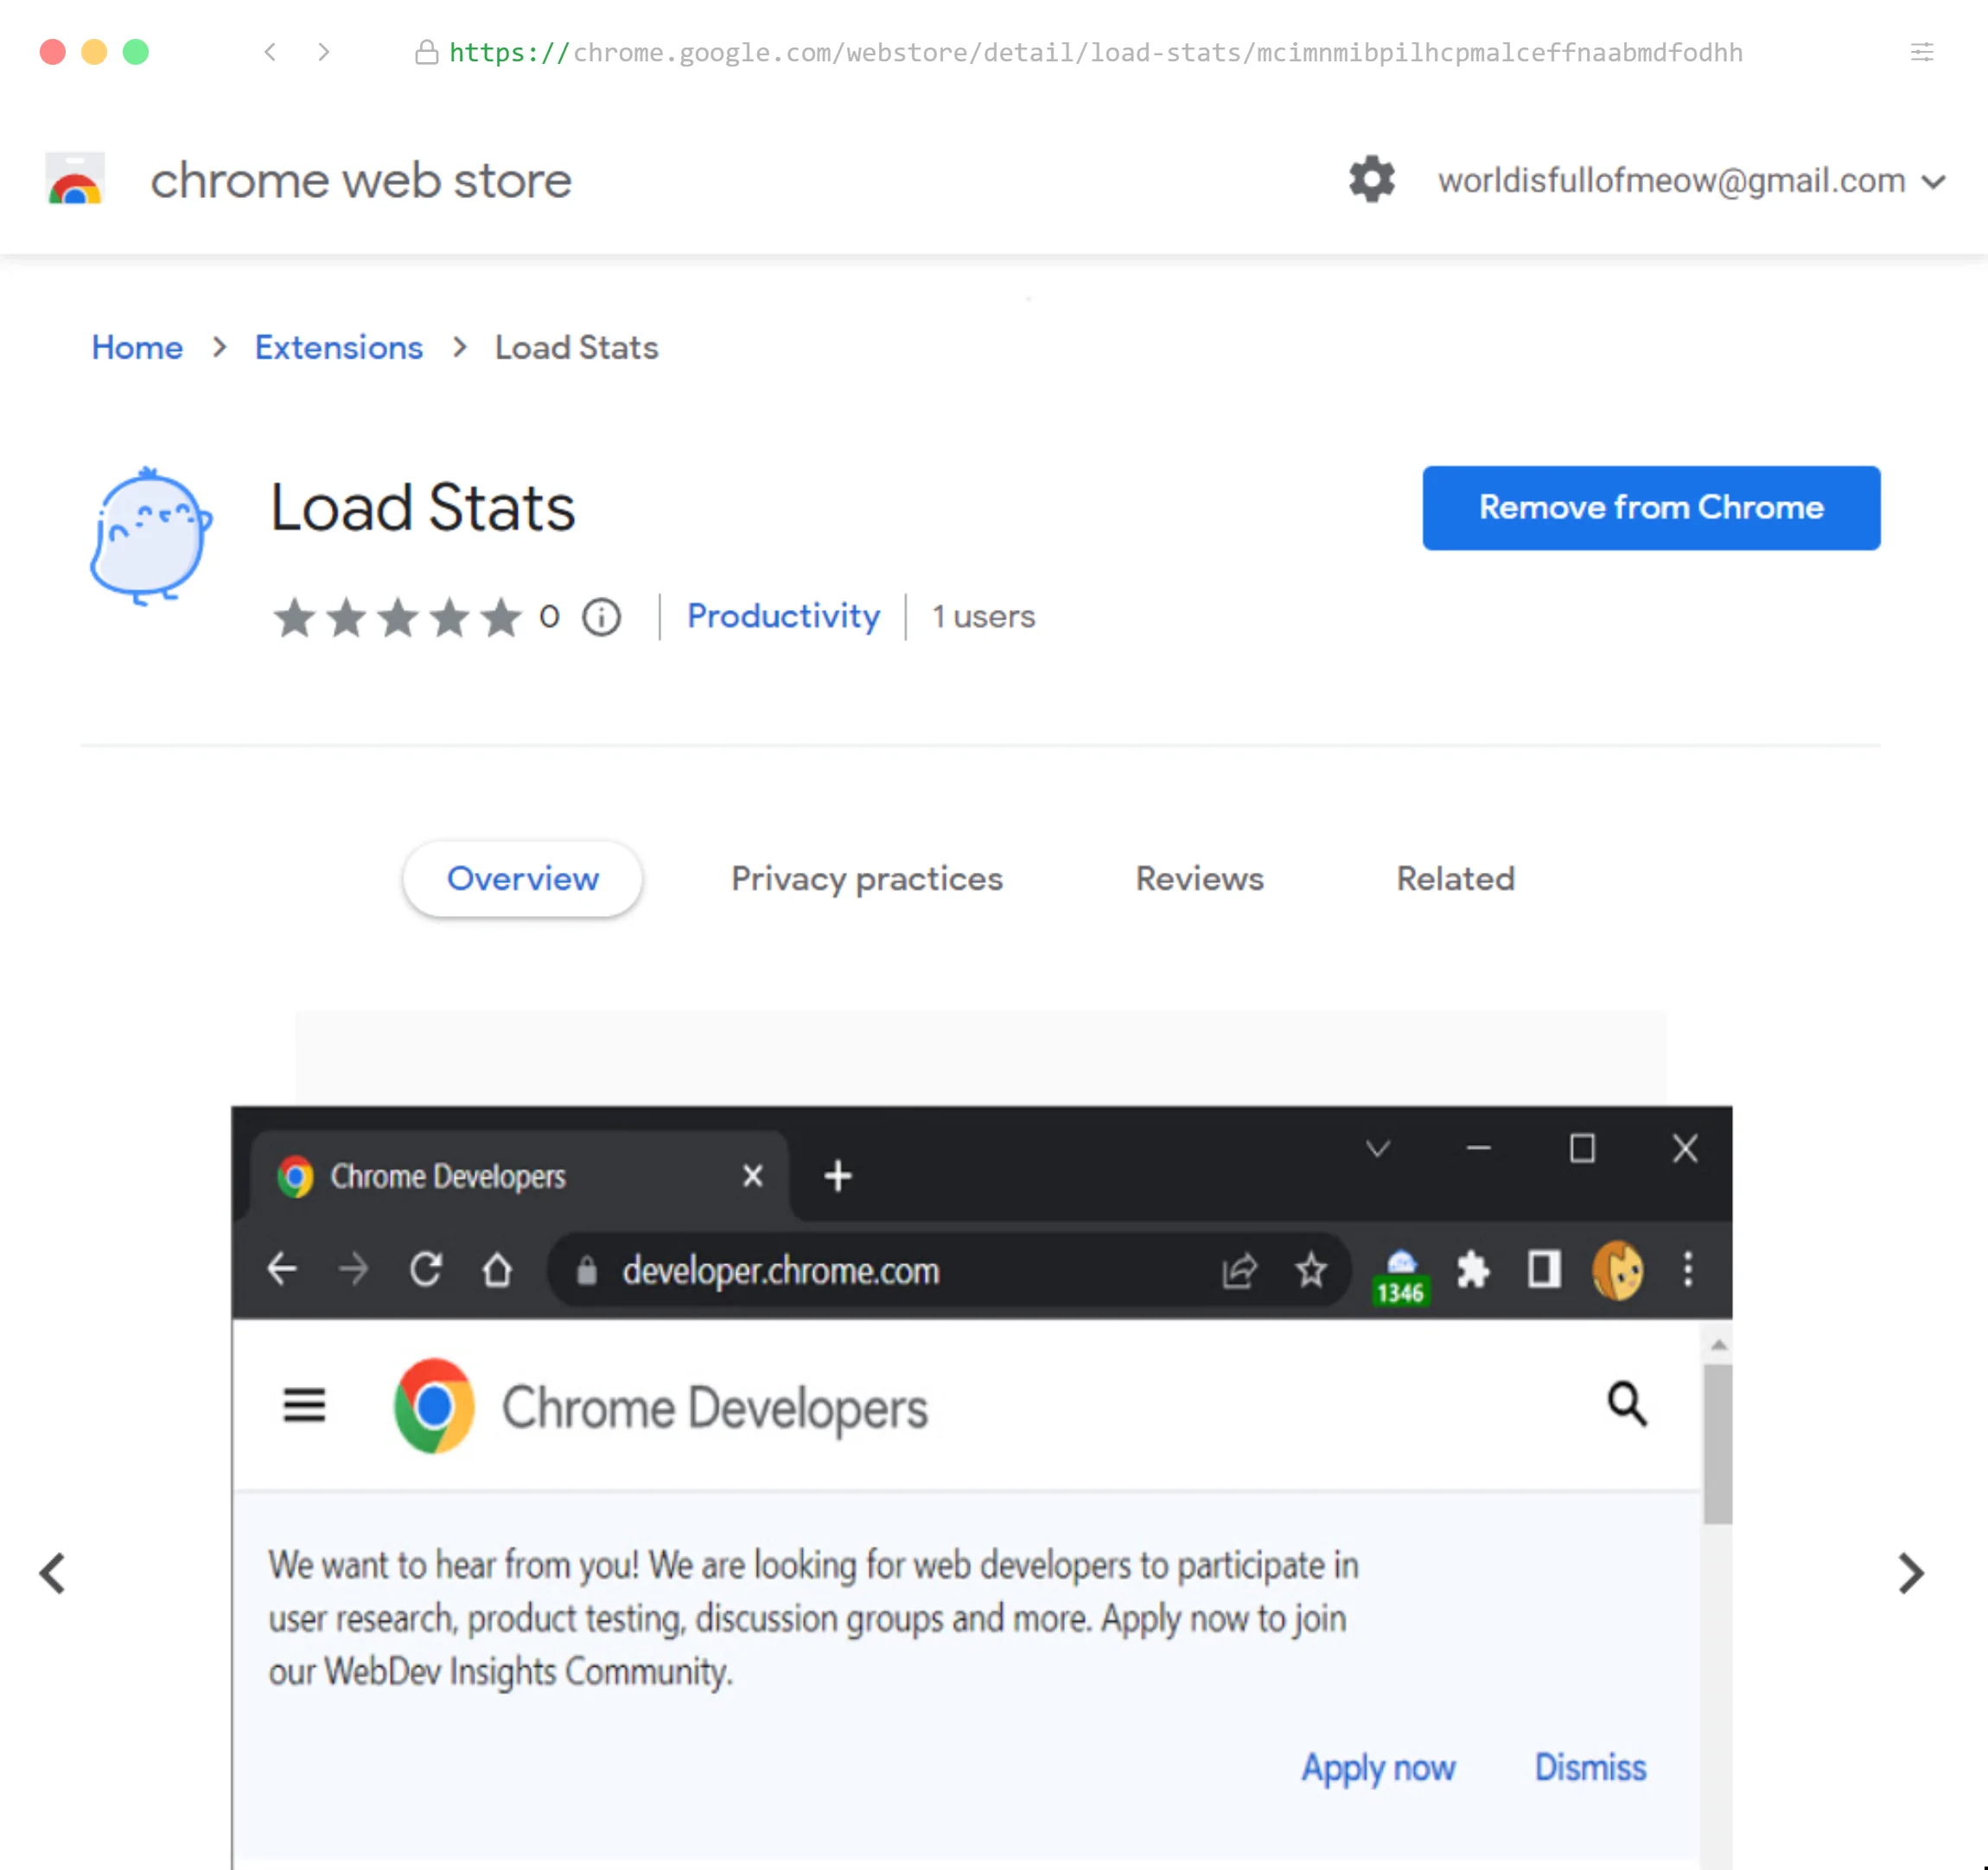 https://chrome.google.com/webstore/detail/load-stats/mcimnmibpilhcpmalceffnaabmdfodhh
chrome web store
worldisfullofmeow@gmail.com
Home > Extensions > Load Stats
Load Stats
Remove from Chrome
0
Productivity
1 users
Overview
Privacy practices
Reviews
Related
Chrome Developers
developer.chrome.com
1346
Chrome Developers
We want to hear from you! We are looking for web developers to participate in
user research, product testing, discussion groups and more. Apply now to join
our WebDev Insights Community.
Apply now
Dismiss